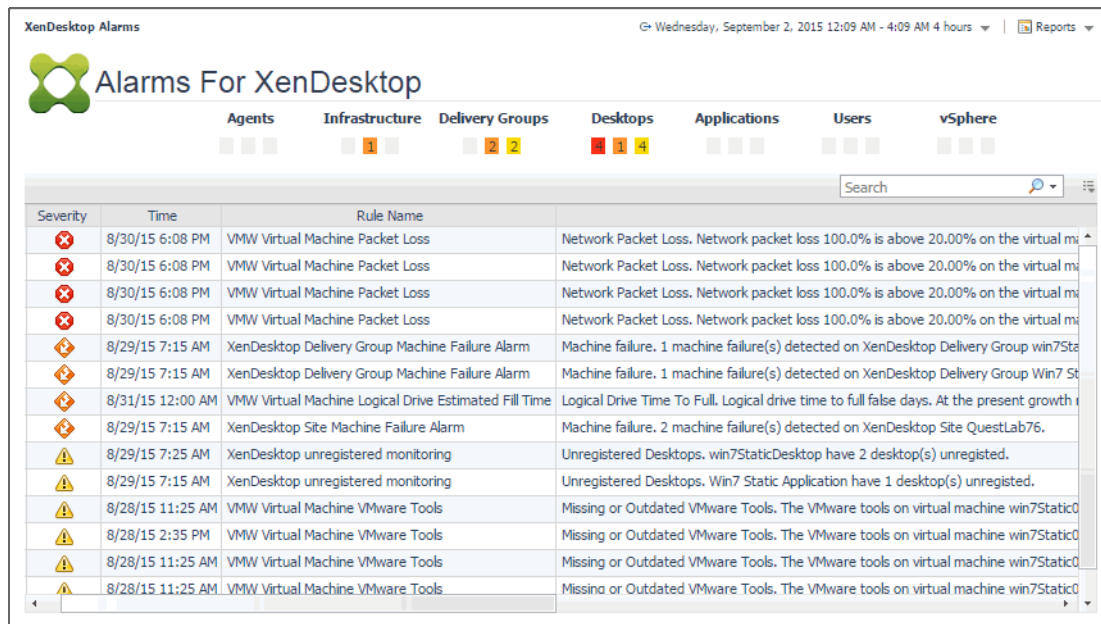 XenDesktop Alarms Wednesday, September 2, 2015 12:09 AM - 4:09 AM 4 hours | Reports
Alarms For XenDesktop
Agents Infrastructure Delivery Groups Desktops Applications Users vSphere
1 2 2 4 1 4
Search
Severity Time Rule Name
8/30/15 6:08 PM VMW Virtual Machine Packet Loss Network Packet Loss. Network packet loss 100.0% is above 20.00% on the virtual ma
8/30/15 6:08 PM VMW Virtual Machine Packet Loss Network Packet Loss. Network packet loss 100.0% is above 20.00% on the virtual ma
8/30/15 6:08 PM VMW Virtual Machine Packet Loss Network Packet Loss. Network packet loss 100.0% is above 20.00% on the virtual ma
8/30/15 6:08 PM VMW Virtual Machine Packet Loss Network Packet Loss. Network packet loss 100.0% is above 20.00% on the virtual ma
8/29/15 7:15 AM XenDesktop Delivery Group Machine Failure Alarm Machine failure. 1 machine failure(s) detected on XenDesktop Delivery Group win7Sta
8/29/15 7:15 AM XenDesktop Delivery Group Machine Failure Alarm Machine failure. 1 machine failure(s) detected on XenDesktop Delivery Group Win7 St
8/31/15 12:00 AM VMW Virtual Machine Logical Drive Estimated Fill Time Logical Drive Time To Full. Logical drive time to full false days. At the present growth
8/29/15 7:15 AM XenDesktop Site Machine Failure Alarm Machine failure. 2 machine failure(s) detected on XenDesktop Site QuestLab76.
8/29/15 7:25 AM XenDesktop unregistered monitoring Unregistered Desktops. win7StaticDesktop have 2 desktop(s) unregisted.
8/29/15 7:15 AM XenDesktop unregistered monitoring Unregistered Desktops. Win7 Static Application have 1 desktop(s) unregisted.
8/28/15 11:25 AM VMW Virtual Machine VMware Tools Missing or Outdated VMware Tools. The VMware tools on virtual machine win7Static0
8/28/15 2:35 PM VMW Virtual Machine VMware Tools Missing or Outdated VMware Tools. The VMware tools on virtual machine win7Static0
8/28/15 11:25 AM VMW Virtual Machine VMware Tools Missing or Outdated VMware Tools. The VMware tools on virtual machine win7Static0
8/28/15 11:25 AM VMW Virtual Machine VMware Tools Missing or Outdated VMware Tools. The VMware tools on virtual machine win7Static0